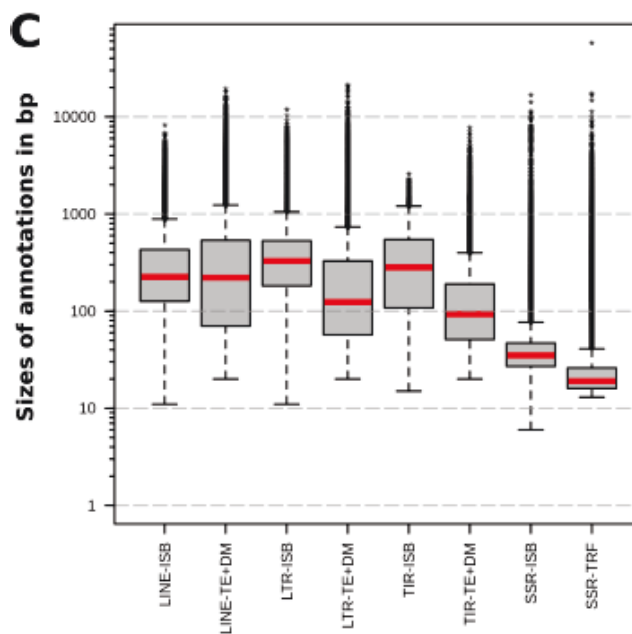 C
Sizes of annotations in bp
10000
1000
100
10
1
LINE-ISB
LINE-TE+DM
LTR-ISB
LTR-TE+DM
TIR-ISB
TIR-TE+DM
SSR-ISB
SSR-TRF